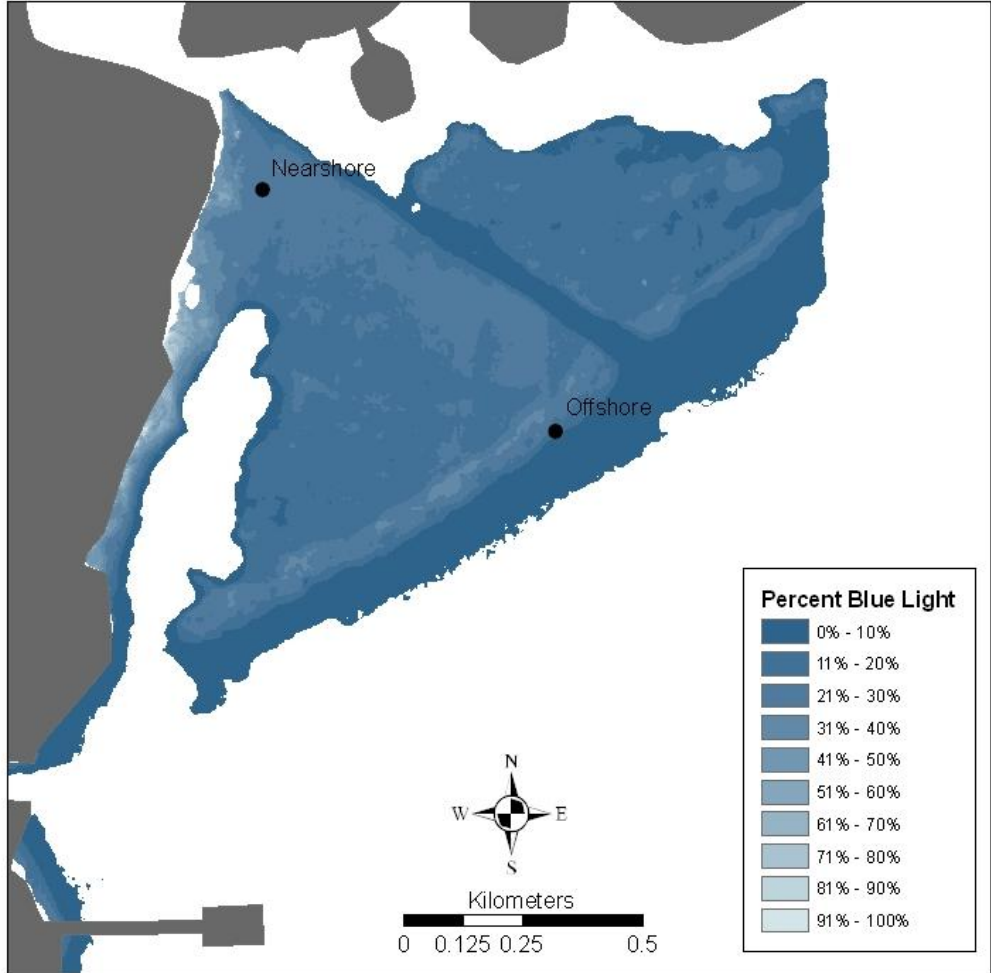 Nearshore
Offshore
Percent Blue Light
0% - 10%
11% - 20%
21% - 30%
31% - 40%
41% - 50%
51% - 60%
61% - 70%
71% - 80%
81% - 90%
91% - 100%
N
W E
S
Kilometers
0 0.125 0.25 0.5